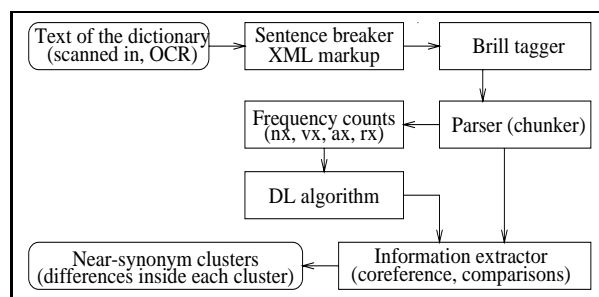 Text of the dictionary
(scanned in, OCR)
Sentence breaker
XML markup
Brill tagger
Frequency counts
(nx, vx, ax, rx)
Parser (chunker)
DL algorithm
Near-synonym clusters
(differences inside each cluster)
Information extractor
(coreference, comparisons)